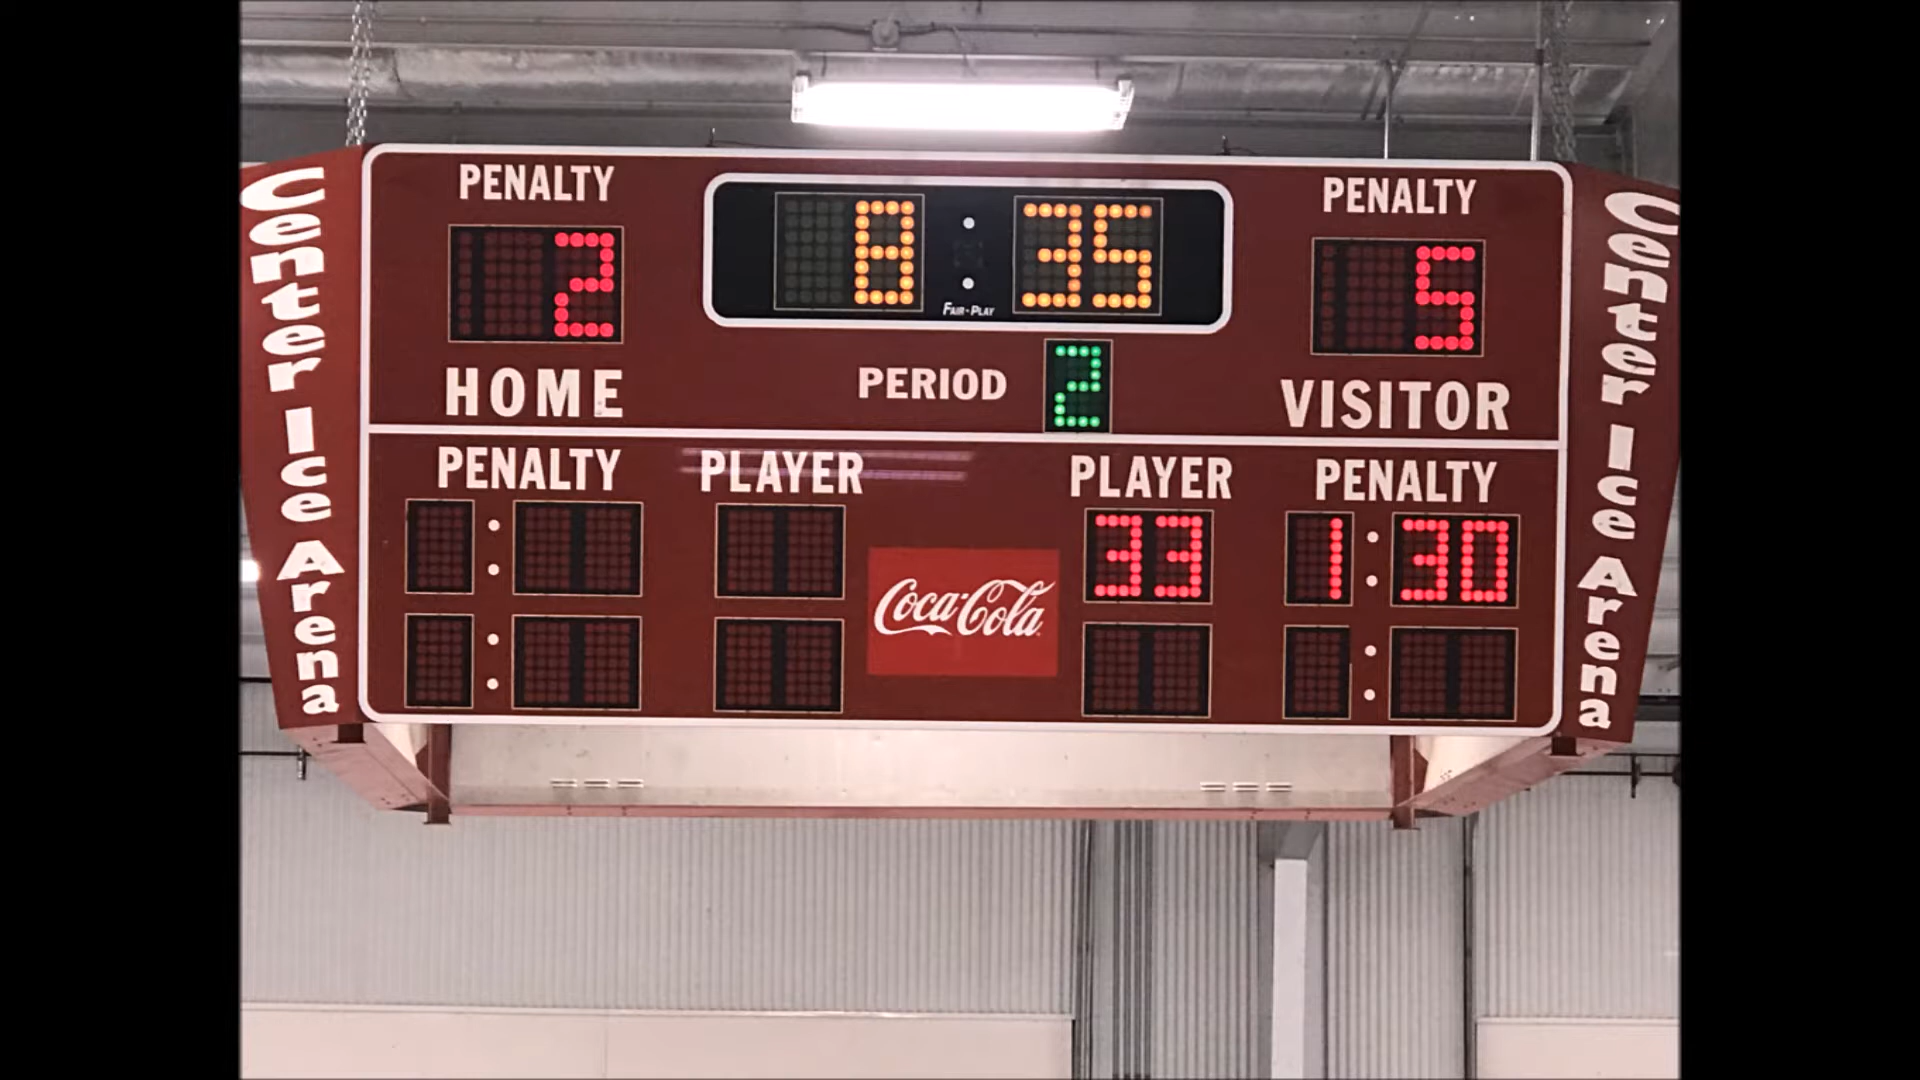 PENALTY 8 : 35 PENALTY
2 FAIR-PLAY 5
HOME PERIOD 2 VISITOR
PENALTY PLAYER PLAYER PENALTY
33 1:30
Coca-Cola
Center Ice Arena
Center Ice Arena